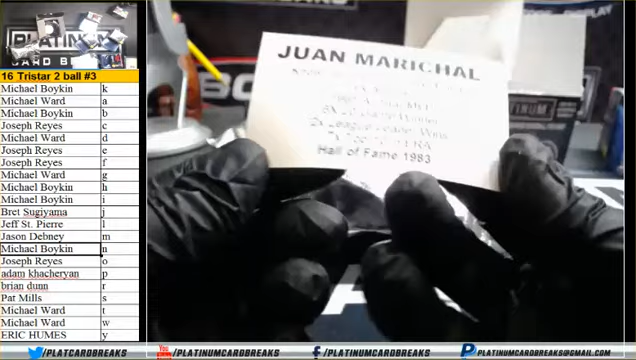 PLATINUM
16 Tristar 2 ball #3
Michael Boykin k
Michael Ward a
Michael Boykin b
Joseph Reyes c
Michael Ward d
Joseph Reyes e
Joseph Reyes f
Michael Ward g
Michael Boykin h
Michael Boykin i
Bret Sugiyama j
Jeff St. Pierre l
Jason Debney m
Michael Boykin n
Joseph Reyes o
adam khacheryan p
brian dunn r
Pat Mills s
Michael Ward t
Michael Ward w
ERIC HUMES y
JUAN MARICHAL
Hall of Fame 1983
/PLATCARDBREAKS
YouTube /PLATINUMCARDBREAKS
/PLATINUMCARDBREAKS
PLATINUMCARDBREAKS@GMAIL.COM